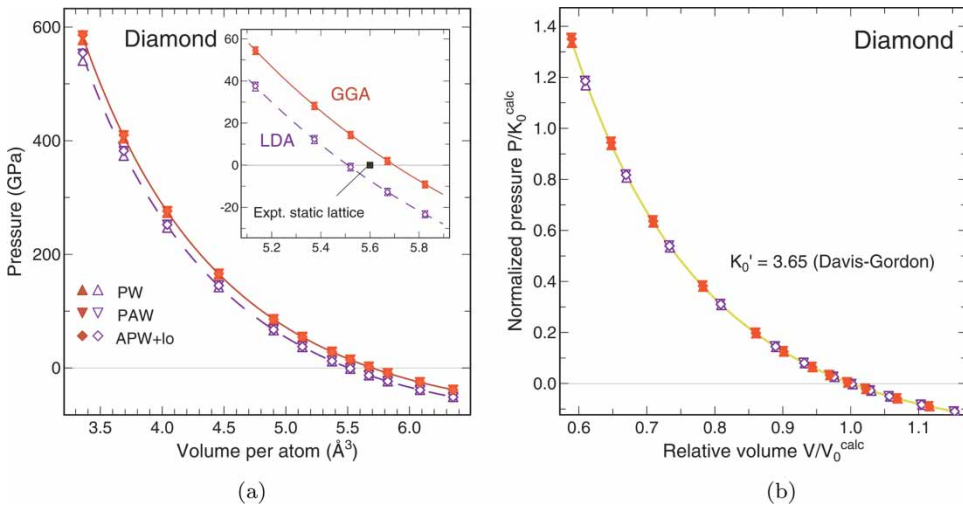 Diamond
600
400
200
0
Pressure (GPa)
3.5 4.0 4.5 5.0 5.5 6.0
Volume per atom (Å³)
PW
PAW
APW+lo
60
40
20
0
-20
5.2 5.4 5.6 5.8
GGA
LDA
Expt. static lattice
(a)
Diamond
1.4
1.2
1.0
0.8
0.6
0.4
0.2
0.0
Normalized pressure P/K₀ᶜᵃˡᶜ
K₀' = 3.65 (Davis-Gordon)
0.6 0.7 0.8 0.9 1.0 1.1
Relative volume V/V₀ᶜᵃˡᶜ
(b)